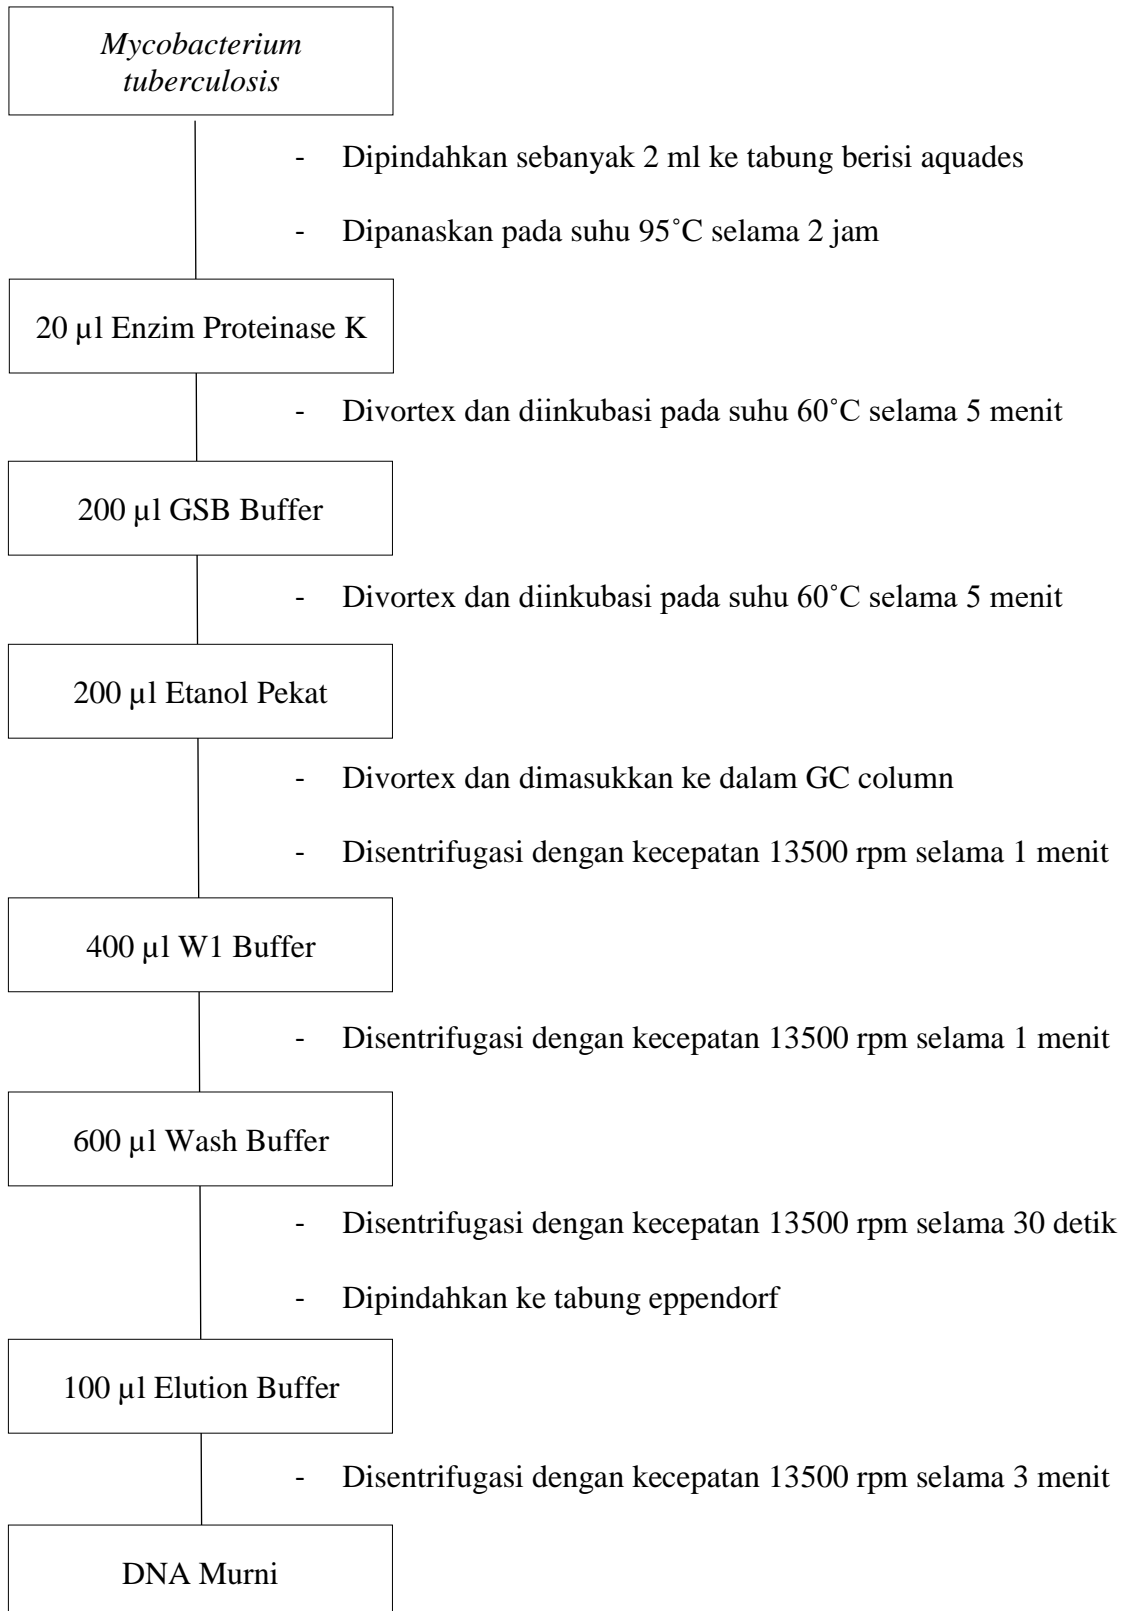 Mycobacterium
tuberculosis
- Dipindahkan sebanyak 2 ml ke tabung berisi aquades
- Dipanaskan pada suhu 95˚C selama 2 jam
20 µl Enzim Proteinase K
- Divortex dan diinkubasi pada suhu 60˚C selama 5 menit
200 µl GSB Buffer
- Divortex dan diinkubasi pada suhu 60˚C selama 5 menit
200 µl Etanol Pekat
- Divortex dan dimasukkan ke dalam GC column
- Disentrifugasi dengan kecepatan 13500 rpm selama 1 menit
400 µl W1 Buffer
- Disentrifugasi dengan kecepatan 13500 rpm selama 1 menit
600 µl Wash Buffer
- Disentrifugasi dengan kecepatan 13500 rpm selama 30 detik
- Dipindahkan ke tabung eppendorf
100 µl Elution Buffer
- Disentrifugasi dengan kecepatan 13500 rpm selama 3 menit
DNA Murni